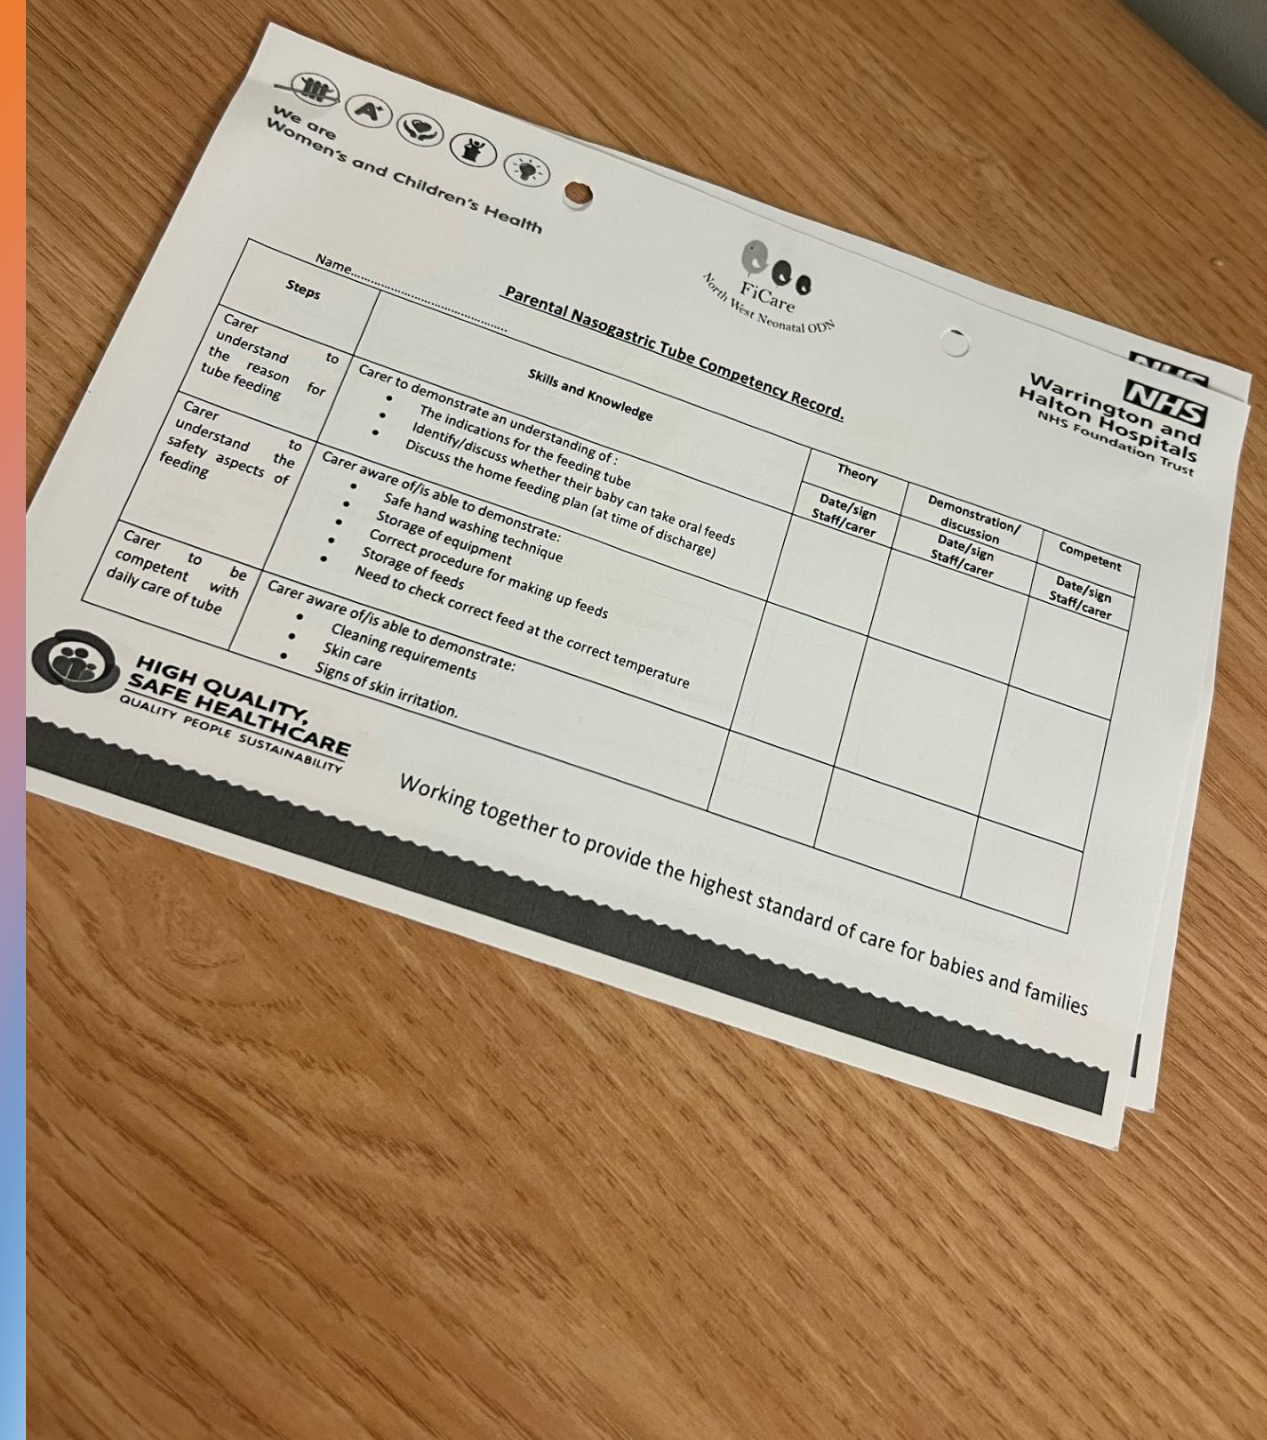 We are
Women's and Children's Health
FiCare
North West Neonatal ODN
NHS
NHS
Warrington and
Halton Hospitals
NHS Foundation Trust
Name..............................................
Parental Nasogastric Tube Competency Record.
Steps
Skills and Knowledge
Theory
Demonstration/
discussion
Competent
Date/sign
Staff/carer
Date/sign
Staff/carer
Date/sign
Staff/carer
Carer to
understand
the reason for
tube feeding
Carer to demonstrate an understanding of :
• The indications for the feeding tube
• Identify/discuss whether their baby can take oral feeds
• Discuss the home feeding plan (at time of discharge)
Carer to
understand the
safety aspects of
feeding
Carer aware of/is able to demonstrate:
• Safe hand washing technique
• Storage of equipment
• Correct procedure for making up feeds
• Storage of feeds
• Need to check correct feed at the correct temperature
Carer to be
competent with
daily care of tube
Carer aware of/is able to demonstrate:
• Cleaning requirements
• Skin care
• Signs of skin irritation.
HIGH QUALITY,
SAFE HEALTHCARE
QUALITY PEOPLE SUSTAINABILITY
Working together to provide the highest standard of care for babies and families